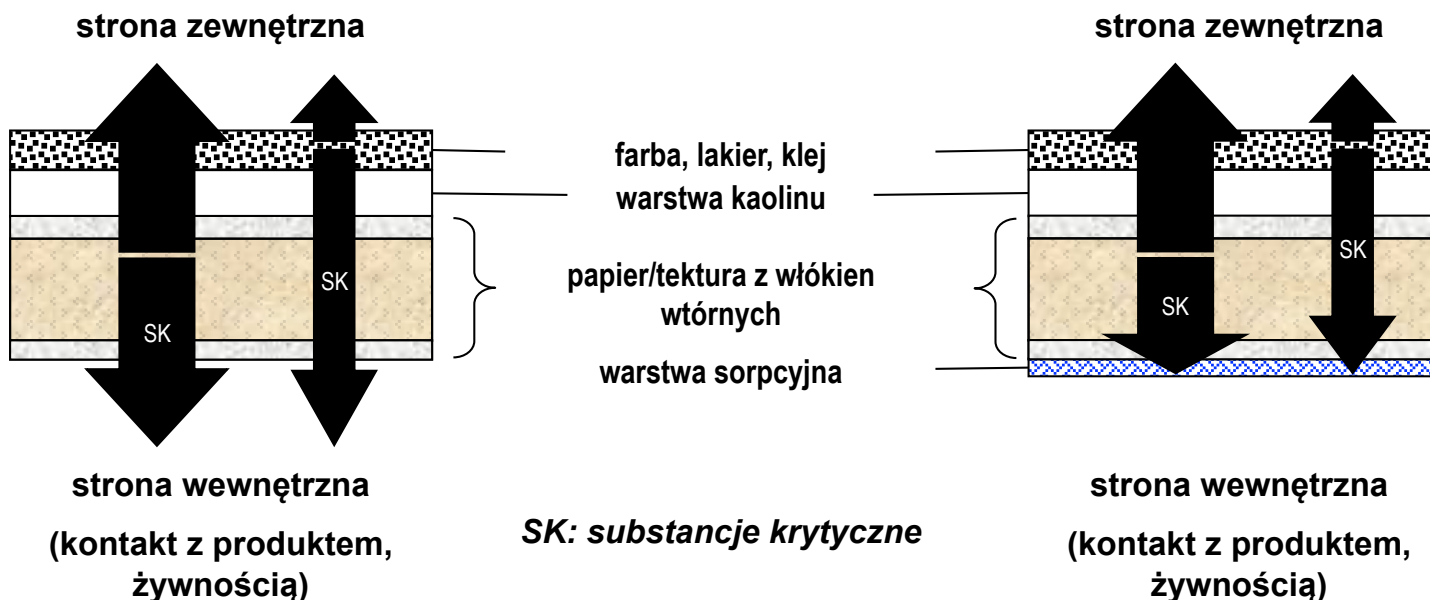 strona zewnętrzna
strona zewnętrzna
farba, lakier, klej
warstwa kaolinu
papier/tektura z włókien
wtórnych
warstwa sorpcyjna
SK
SK
SK
SK
strona wewnętrzna
(kontakt z produktem,
żywnością)
SK: substancje krytyczne
strona wewnętrzna
(kontakt z produktem,
żywnością)